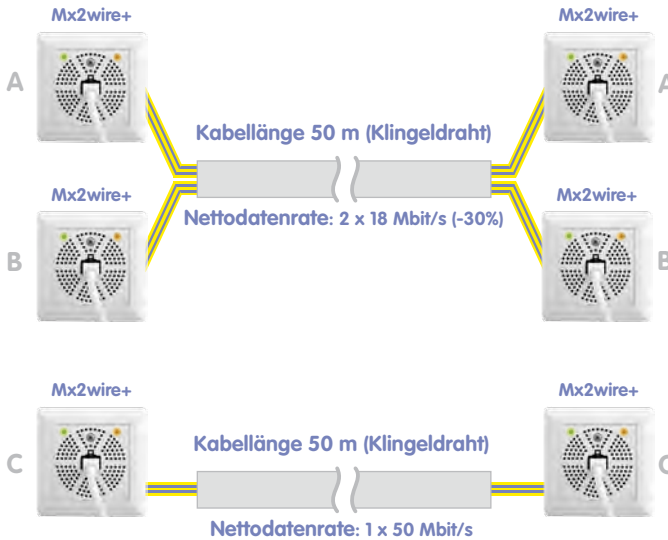 Mx2wire+ Mx2wire+
A A
Kabellänge 50 m (Klingeldraht)
Mx2wire+ Mx2wire+
Nettodatenrate: 2 x 18 Mbit/s (-30%)
B B
Mx2wire+ Mx2wire+
Kabellänge 50 m (Klingeldraht)
C C
Nettodatenrate: 1 x 50 Mbit/s